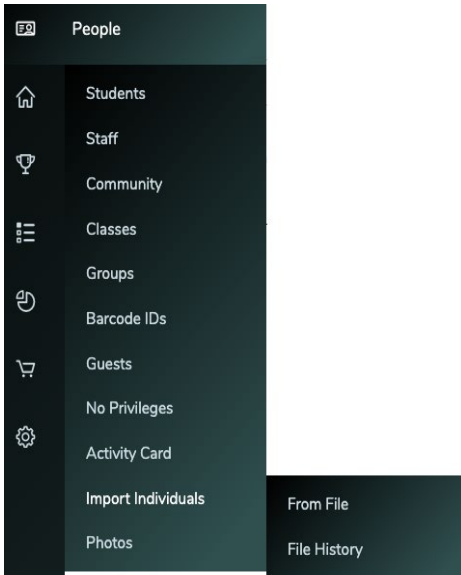 People
Students
Staff
Community
Classes
Groups
Barcode IDs
Guests
No Privileges
Activity Card
Import Individuals
From File
Photos
File History